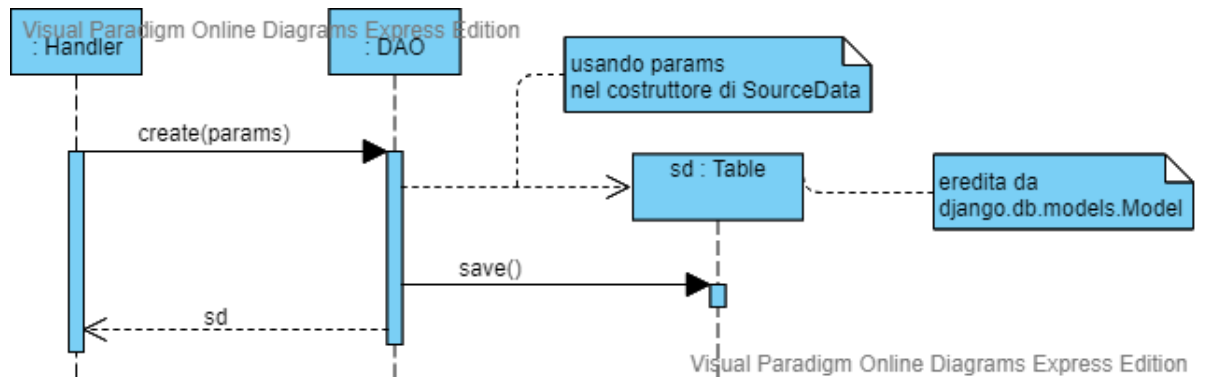 Visual Paradigm Online Diagrams Express Edition
: Handler
: DAO
usando params
nel costruttore di SourceData
create(params)
sd : Table
eredita da
django.db.models.Model
save()
sd
Visual Paradigm Online Diagrams Express Edition